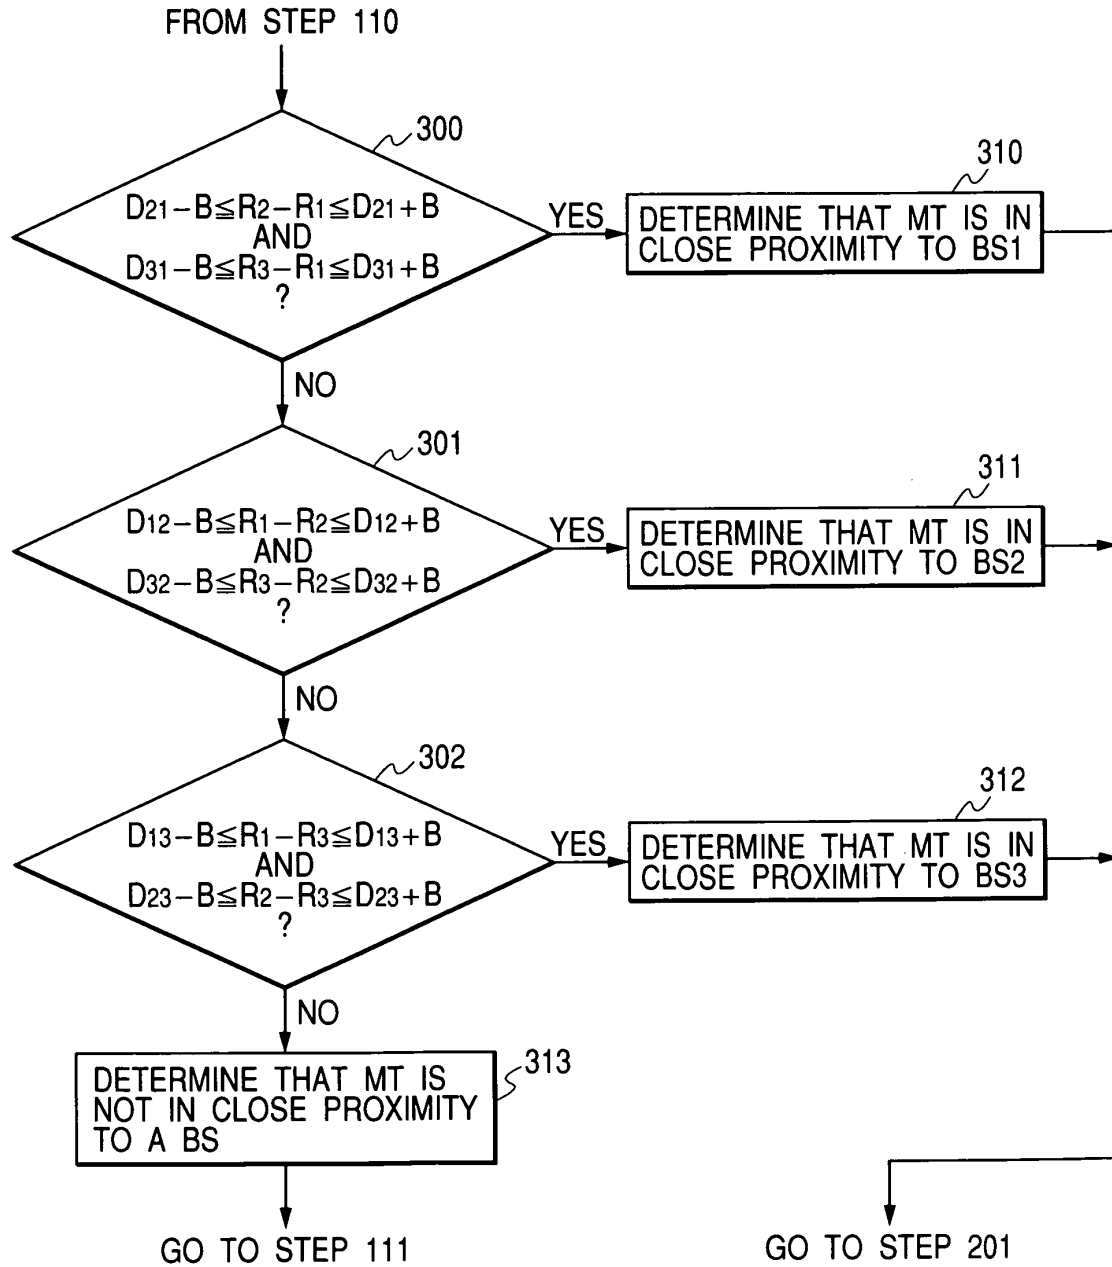 FROM STEP 110
300
D21−B≦R2−R1≦D21+B
AND
D31−B≦R3−R1≦D31+B
?
YES
310
DETERMINE THAT MT IS IN
CLOSE PROXIMITY TO BS1
NO
301
D12−B≦R1−R2≦D12+B
AND
D32−B≦R3−R2≦D32+B
?
YES
311
DETERMINE THAT MT IS IN
CLOSE PROXIMITY TO BS2
NO
302
D13−B≦R1−R3≦D13+B
AND
D23−B≦R2−R3≦D23+B
?
YES
312
DETERMINE THAT MT IS IN
CLOSE PROXIMITY TO BS3
NO
313
DETERMINE THAT MT IS
NOT IN CLOSE PROXIMITY
TO A BS
GO TO STEP 111
GO TO STEP 201